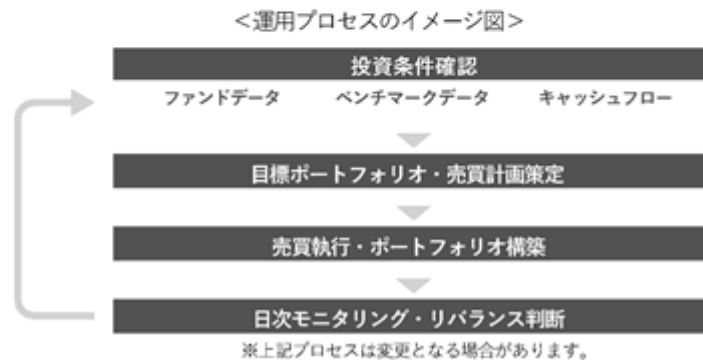 ＜運用プロセスのイメージ図＞
投資条件確認
ファンドデータ ベンチマークデータ キャッシュフロー
目標ポートフォリオ・売買計画策定
売買執行・ポートフォリオ構築
日次モニタリング・リバランス判断
※上記プロセスは変更となる場合があります。